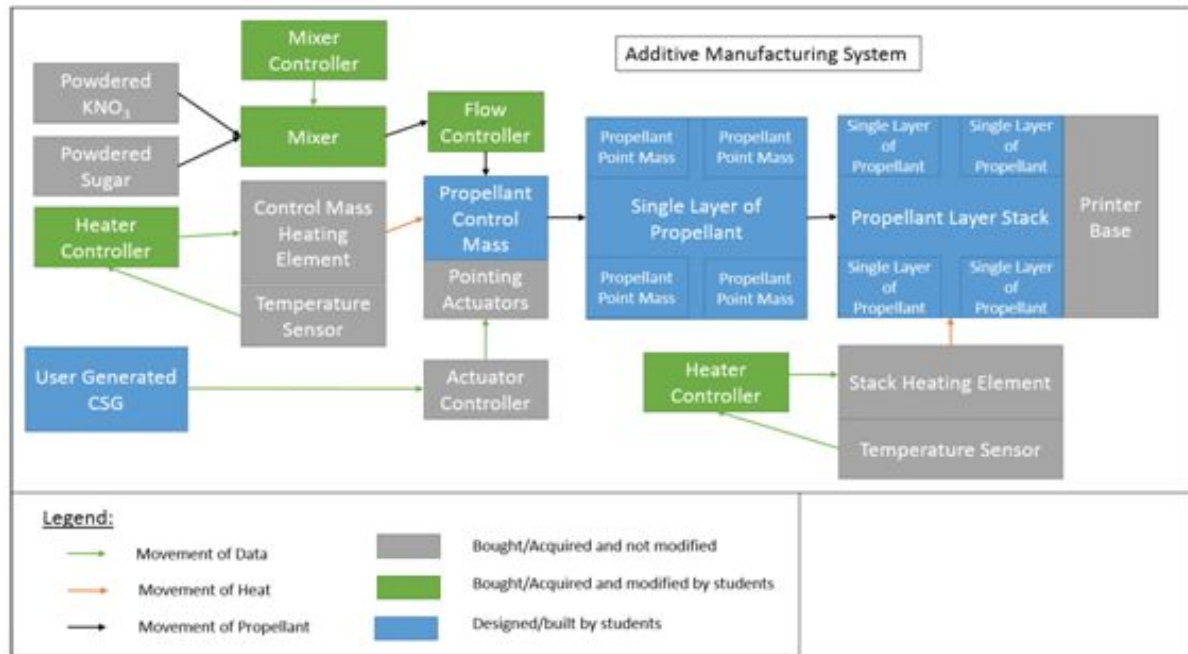 Additive Manufacturing System
Mixer
Controller
Powdered
KNO₃
Mixer
Flow
Controller
Powdered
Sugar
Heater
Controller
Control Mass
Heating
Element
Temperature
Sensor
Propellant
Control
Mass
Pointing
Actuators
User Generated
CSG
Actuator
Controller
Propellant
Point Mass
Propellant
Point Mass
Single Layer of
Propellant
Propellant
Point Mass
Propellant
Point Mass
Single Layer
of
Propellant
Single Layer
of
Propellant
Propellant Layer Stack
Single Layer
of
Propellant
Single Layer
of
Propellant
Printer
Base
Heater
Controller
Stack Heating Element
Temperature Sensor
Legend:
Movement of Data
Movement of Heat
Movement of Propellant
Bought/Acquired and not modified
Bought/Acquired and modified by students
Designed/built by students